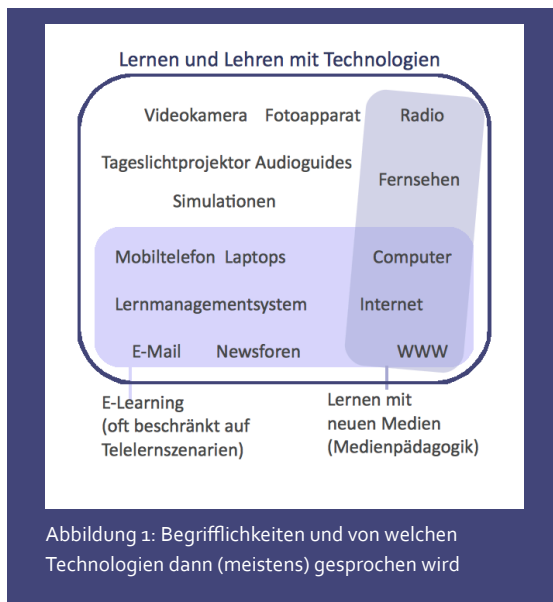 Lernen und Lehren mit Technologien
Videokamera Fotoapparat Radio
Tageslichtprojektor Audioguides
Fernsehen
Simulationen
Mobiltelefon Laptops Computer
Lernmanagementsystem Internet
E-Mail Newsforen WWW
E-Learning
(oft beschränkt auf
Telelernszenarien)
Lernen mit
neuen Medien
(Medienpädagogik)
Abbildung 1: Begrifflichkeiten und von welchen
Technologien dann (meistens) gesprochen wird